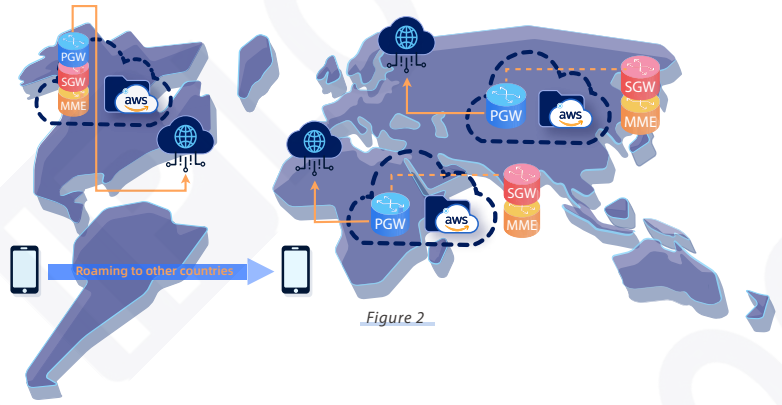 PGW
SGW
MME
aws
PGW
aws
SGW
MME
PGW
aws
SGW
MME
Roaming to other countries
Figure 2